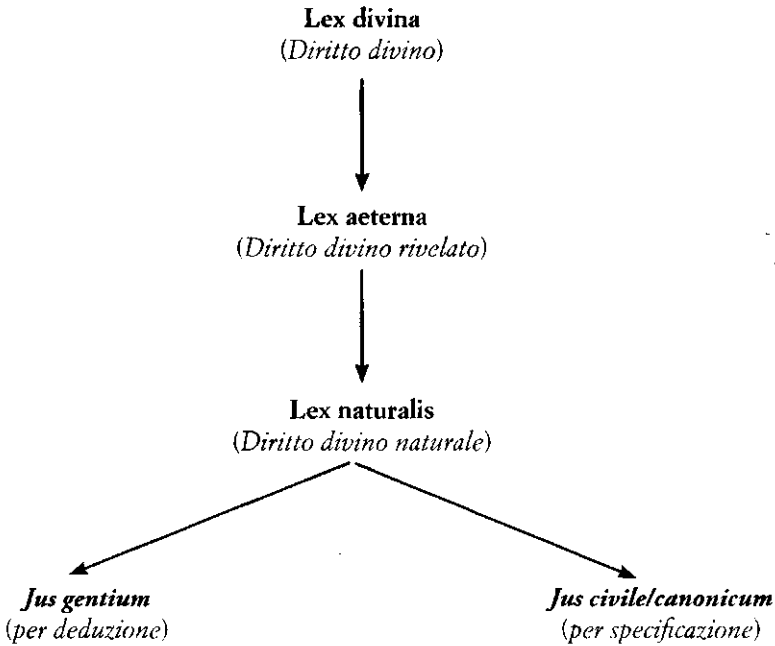 Lex divina
(Diritto divino)
Lex aeterna
(Diritto divino rivelato)
Lex naturalis
(Diritto divino naturale)
Jus gentium
(per deduzione)
Jus civile/canonicum
(per specificazione)